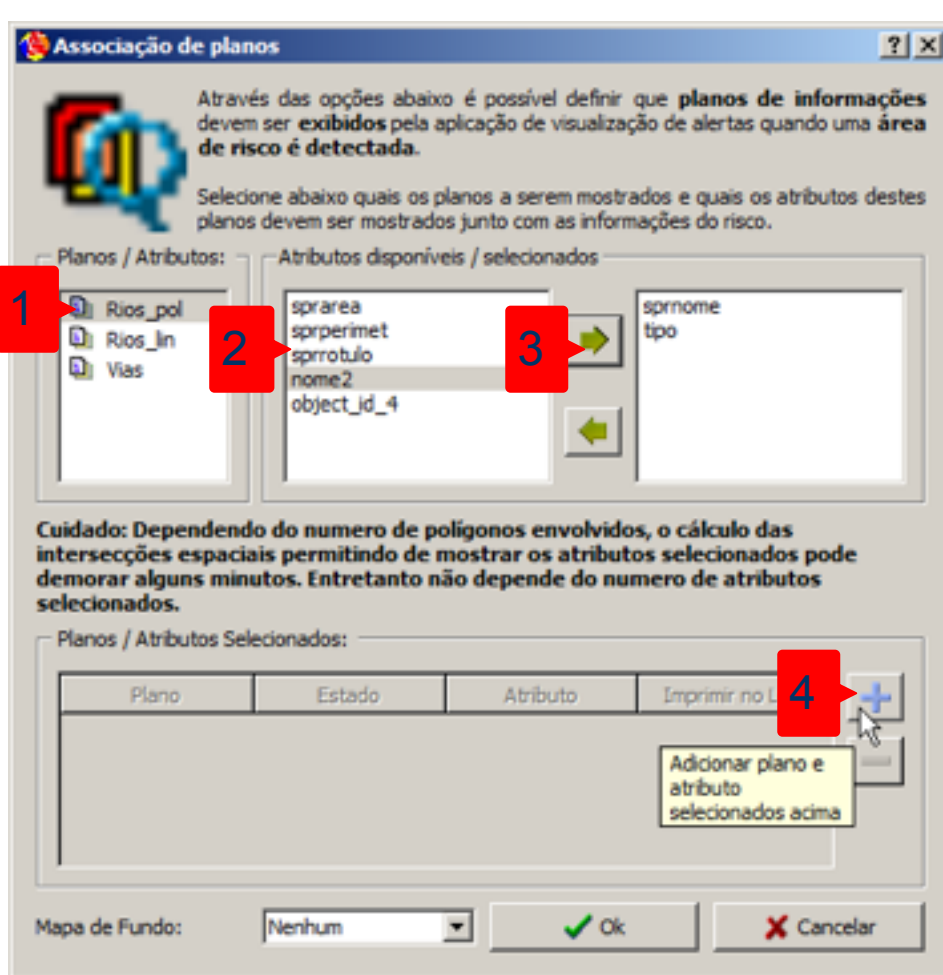 Associação de planos
Através das opções abaixo é possível definir que planos de informações
devem ser exibidos pela aplicação de visualização de alertas quando uma área
de risco é detectada.
Selecione abaixo quais os planos a serem mostrados e quais os atributos destes
planos devem ser mostrados junto com as informações do risco.
Planos / Atributos:
Atributos disponíveis / selecionados
1
Rios_pol
Rios_lin
Vias
2
sprarea
sprperimet
sprrotulo
nome2
object_id_4
3
sprnome
tipo
Cuidado: Dependendo do numero de polígonos envolvidos, o cálculo das
intersecções espaciais permitindo de mostrar os atributos selecionados pode
demorar alguns minutos. Entretanto não depende do numero de atributos
selecionados.
Planos / Atributos Selecionados:
Plano Estado Atributo Imprimir no L
4
Adicionar plano e
atributo
selecionados acima
Mapa de Fundo:
Nenhum
Ok
Cancelar